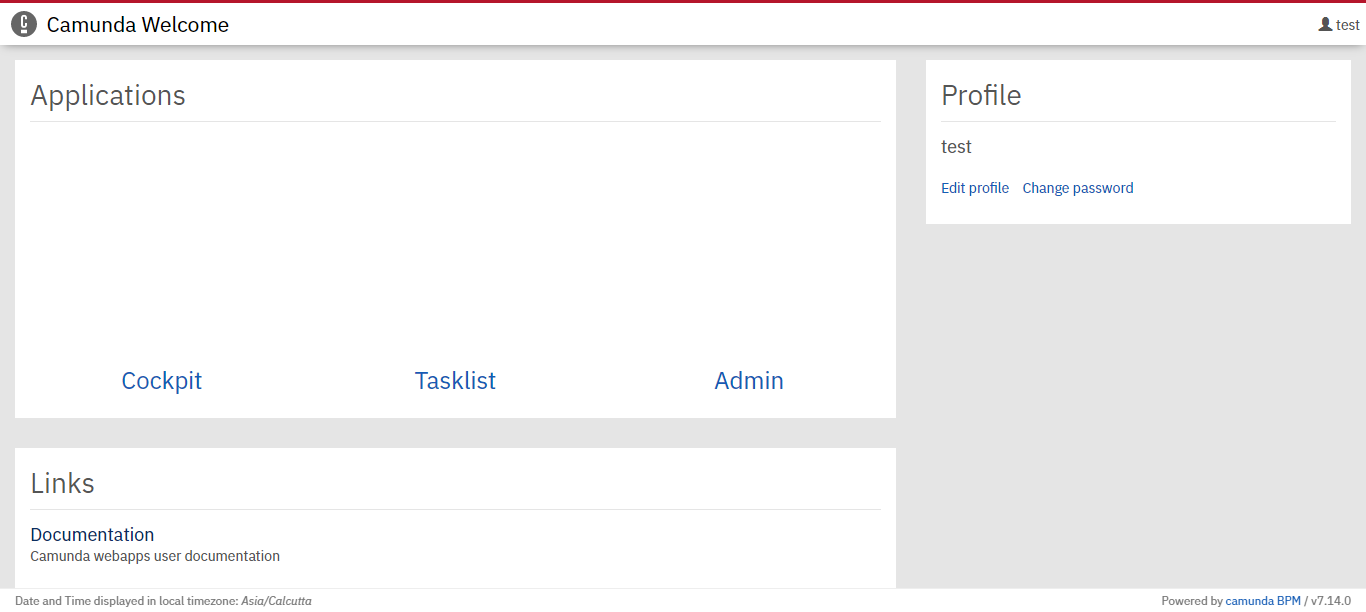 Camunda Welcome
test
Applications
Cockpit Tasklist Admin
Profile
test
Edit profile Change password
Links
Documentation
Camunda webapps user documentation
Date and Time displayed in local timezone: Asia/Calcutta
Powered by camunda BPM / v7.14.0